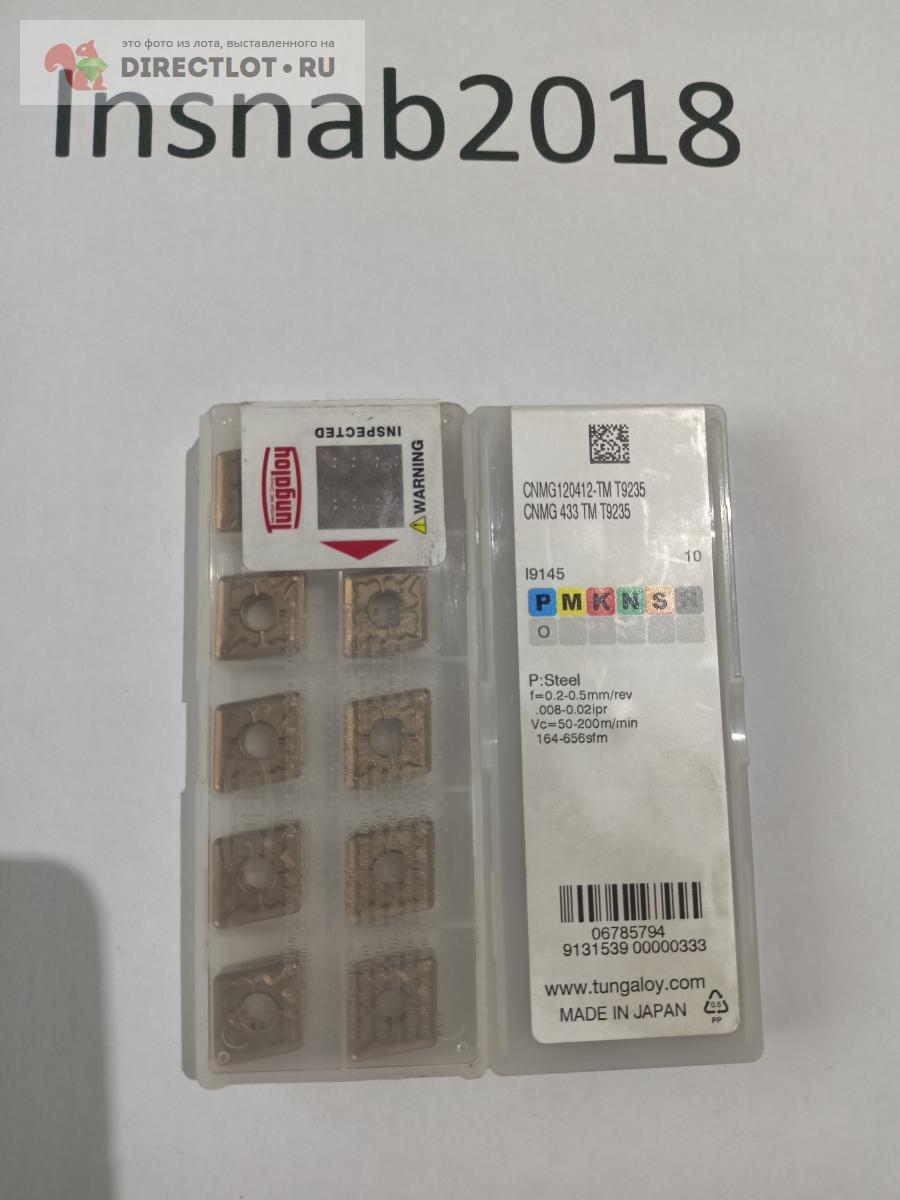 это фото из лота, выставленного на
DIRECTLOT.RU
Insnab2018
INSPECTED
Tungaloy
WARNING
CNMG120412-TM T9235
CNMG 433 TM T9235
10
I9145
P M K N S H
O
P:Steel
f=0.2-0.5mm/rev
.008-0.02ipr
Vc=50-200m/min
164-656sfm
06785794
9131539 00000333
www.tungaloy.com
MADE IN JAPAN
0.5
PP